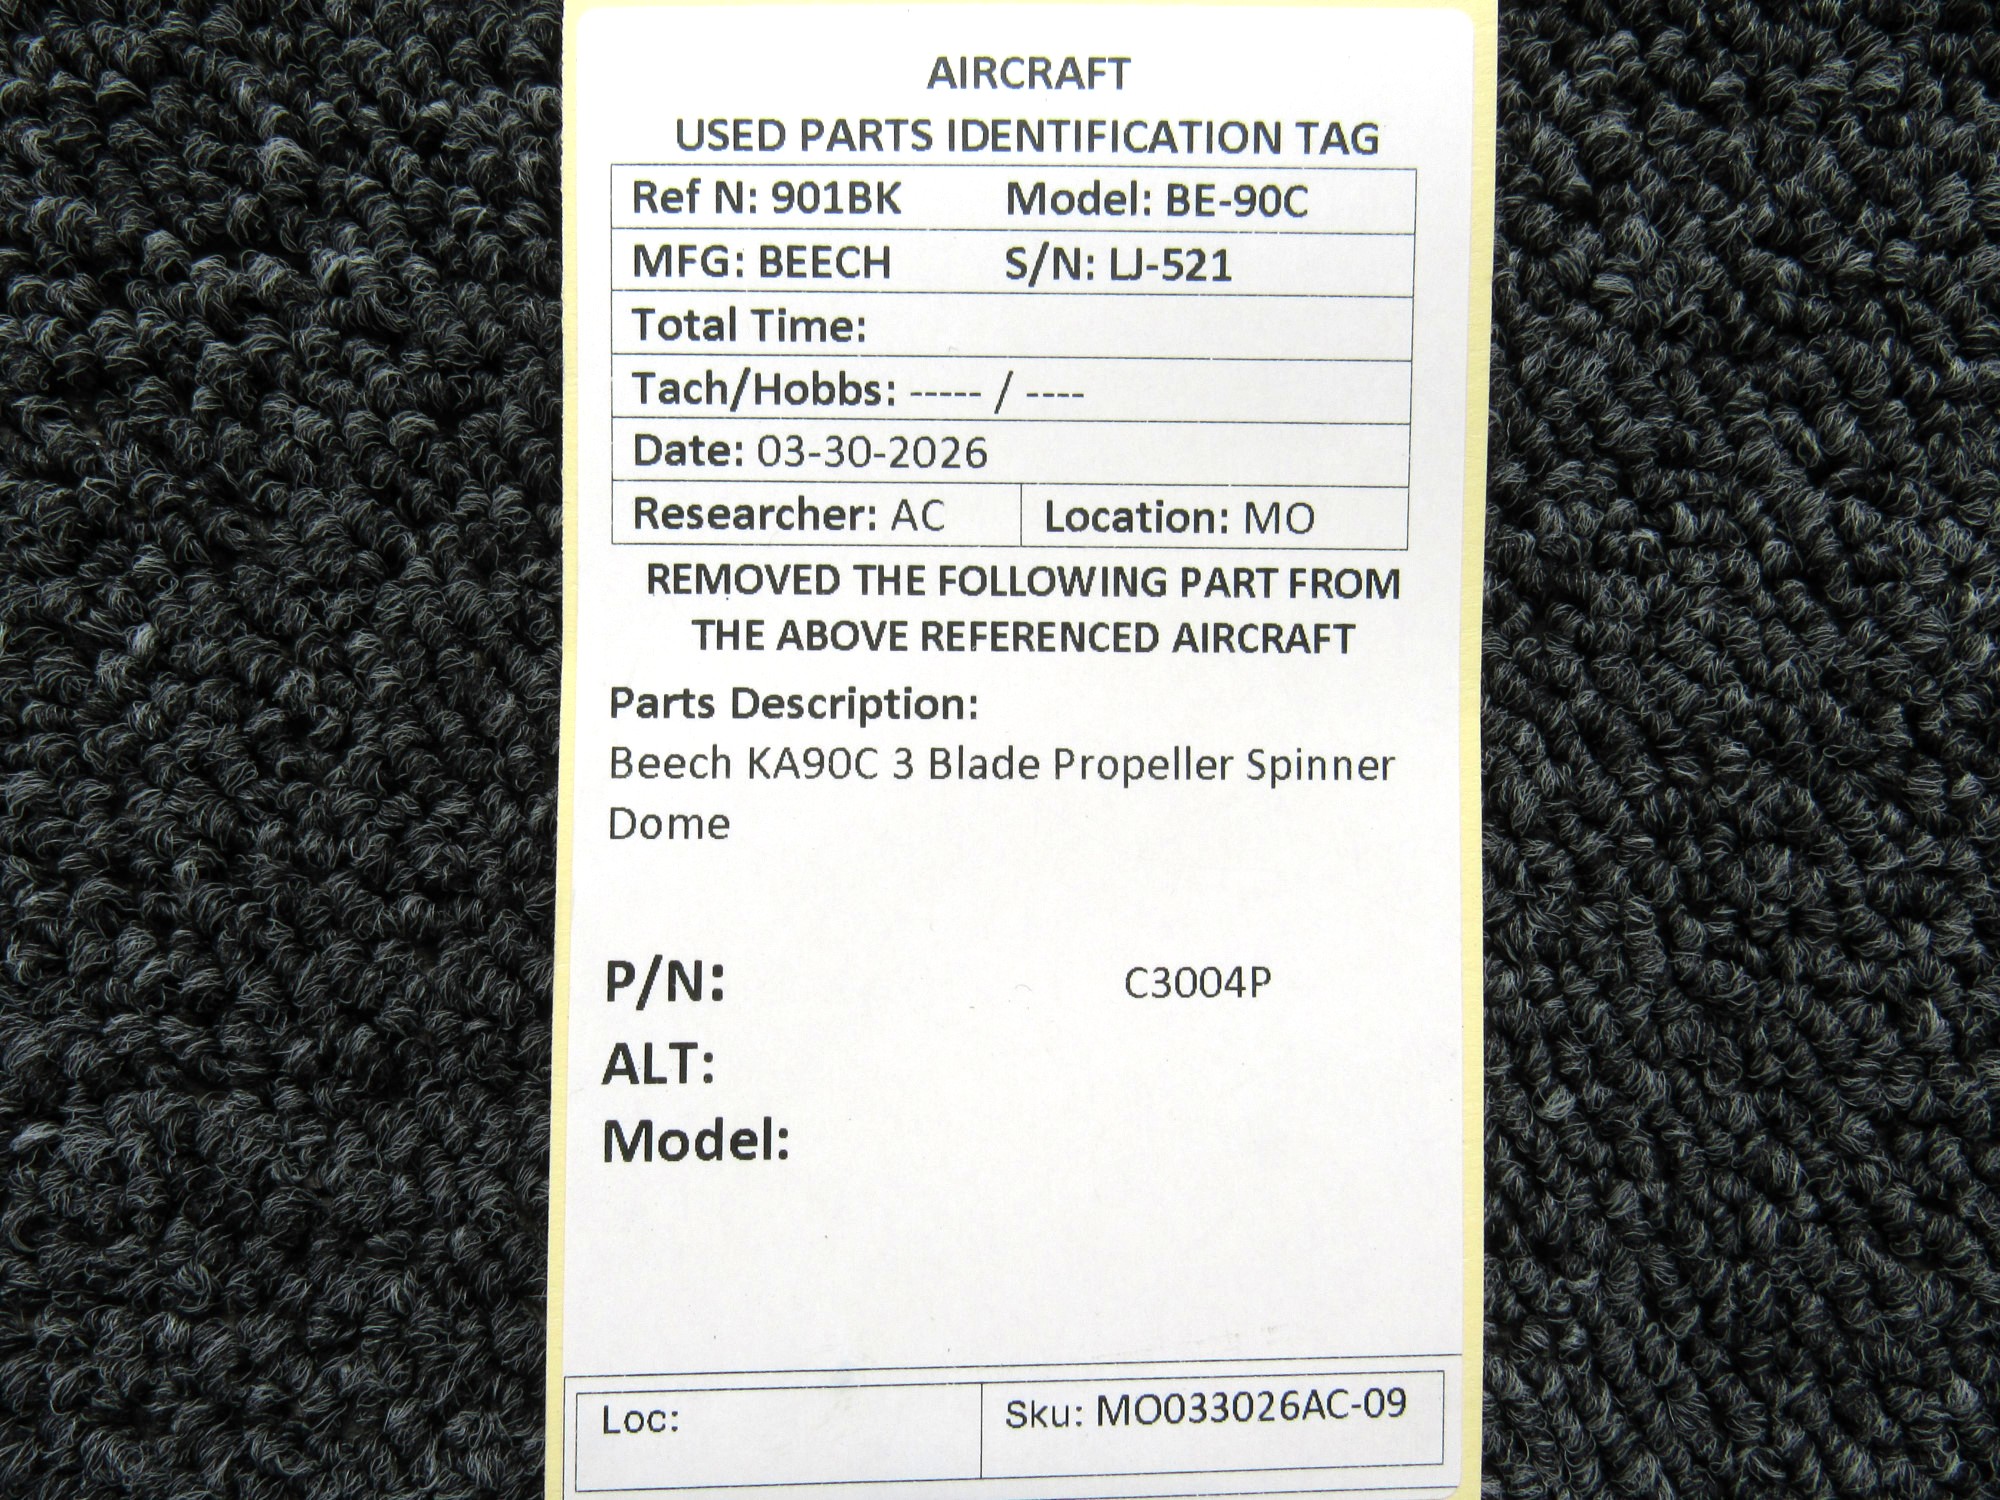 AIRCRAFT
USED PARTS IDENTIFICATION TAG
Ref N: 901BK Model: BE-90C
MFG: BEECH S/N: LJ-521
Total Time:
Tach/Hobbs: ----- / ----
Date: 03-30-2026
Researcher: AC Location: MO
REMOVED THE FOLLOWING PART FROM
THE ABOVE REFERENCED AIRCRAFT
Parts Description:
Beech KA90C 3 Blade Propeller Spinner
Dome
P/N: C3004P
ALT:
Model:
Loc: Sku: MO033026AC-09